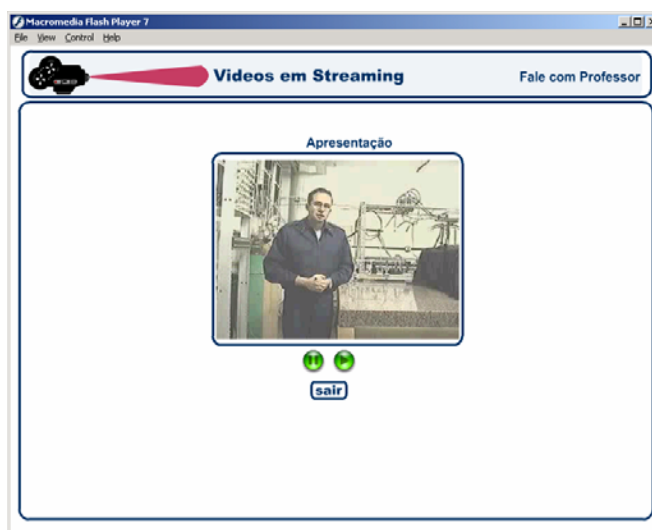 Macromedia Flash Player 7
File View Control Help
Videos em Streaming
Fale com Professor
Apresentação
sair